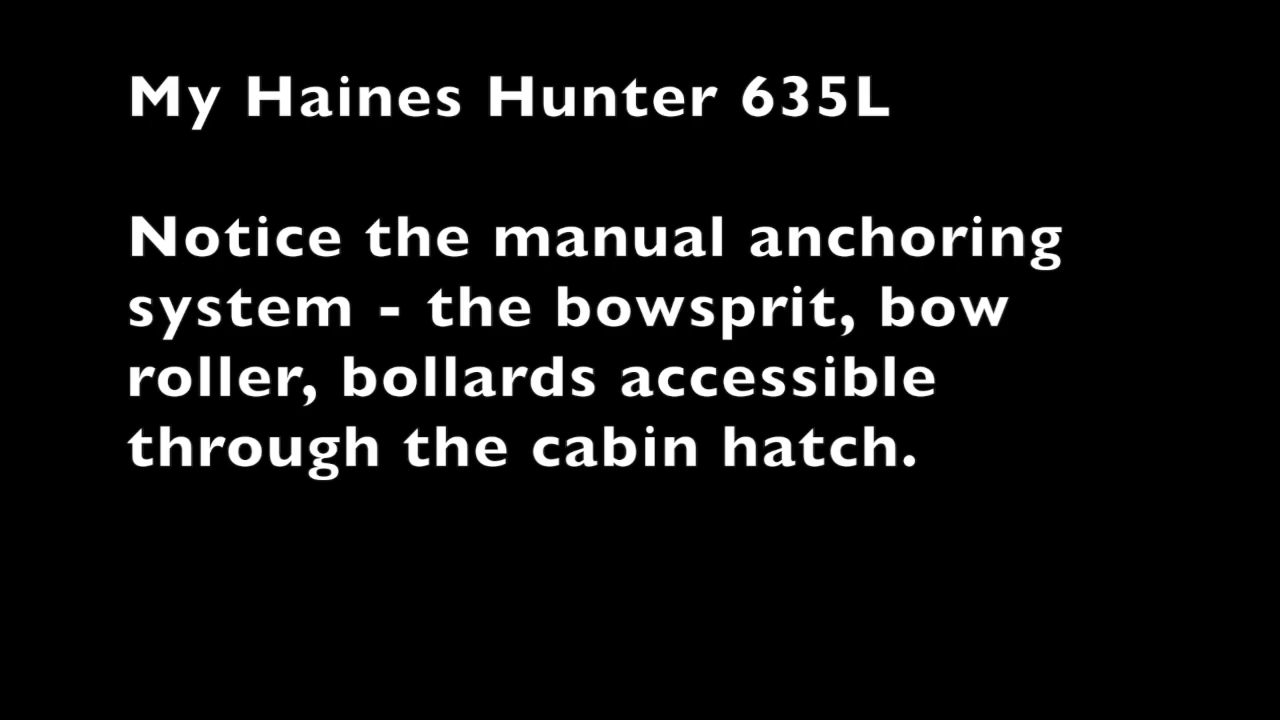 My Haines Hunter 635L
Notice the manual anchoring
system - the bowsprit, bow
roller, bollards accessible
through the cabin hatch.